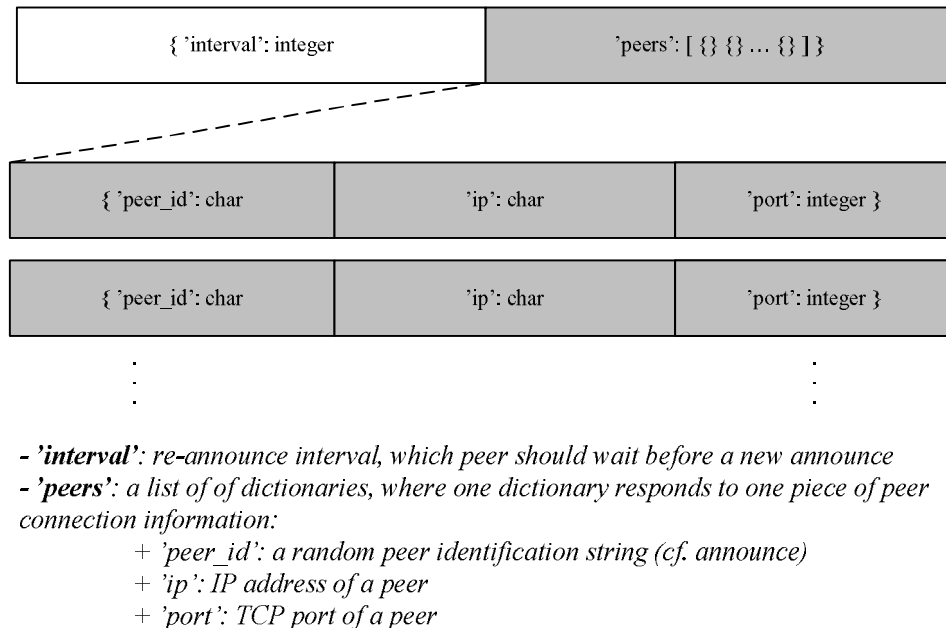 { ’interval’: integer
’peers’: [ {} {} ... {} ] }
{ ’peer_id’: char
’ip’: char
’port’: integer }
{ ’peer_id’: char
’ip’: char
’port’: integer }
- ’interval’: re-announce interval, which peer should wait before a new announce
- ’peers’: a list of of dictionaries, where one dictionary responds to one piece of peer
connection information:
+ ’peer_id’: a random peer identification string (cf. announce)
+ ’ip’: IP address of a peer
+ ’port’: TCP port of a peer